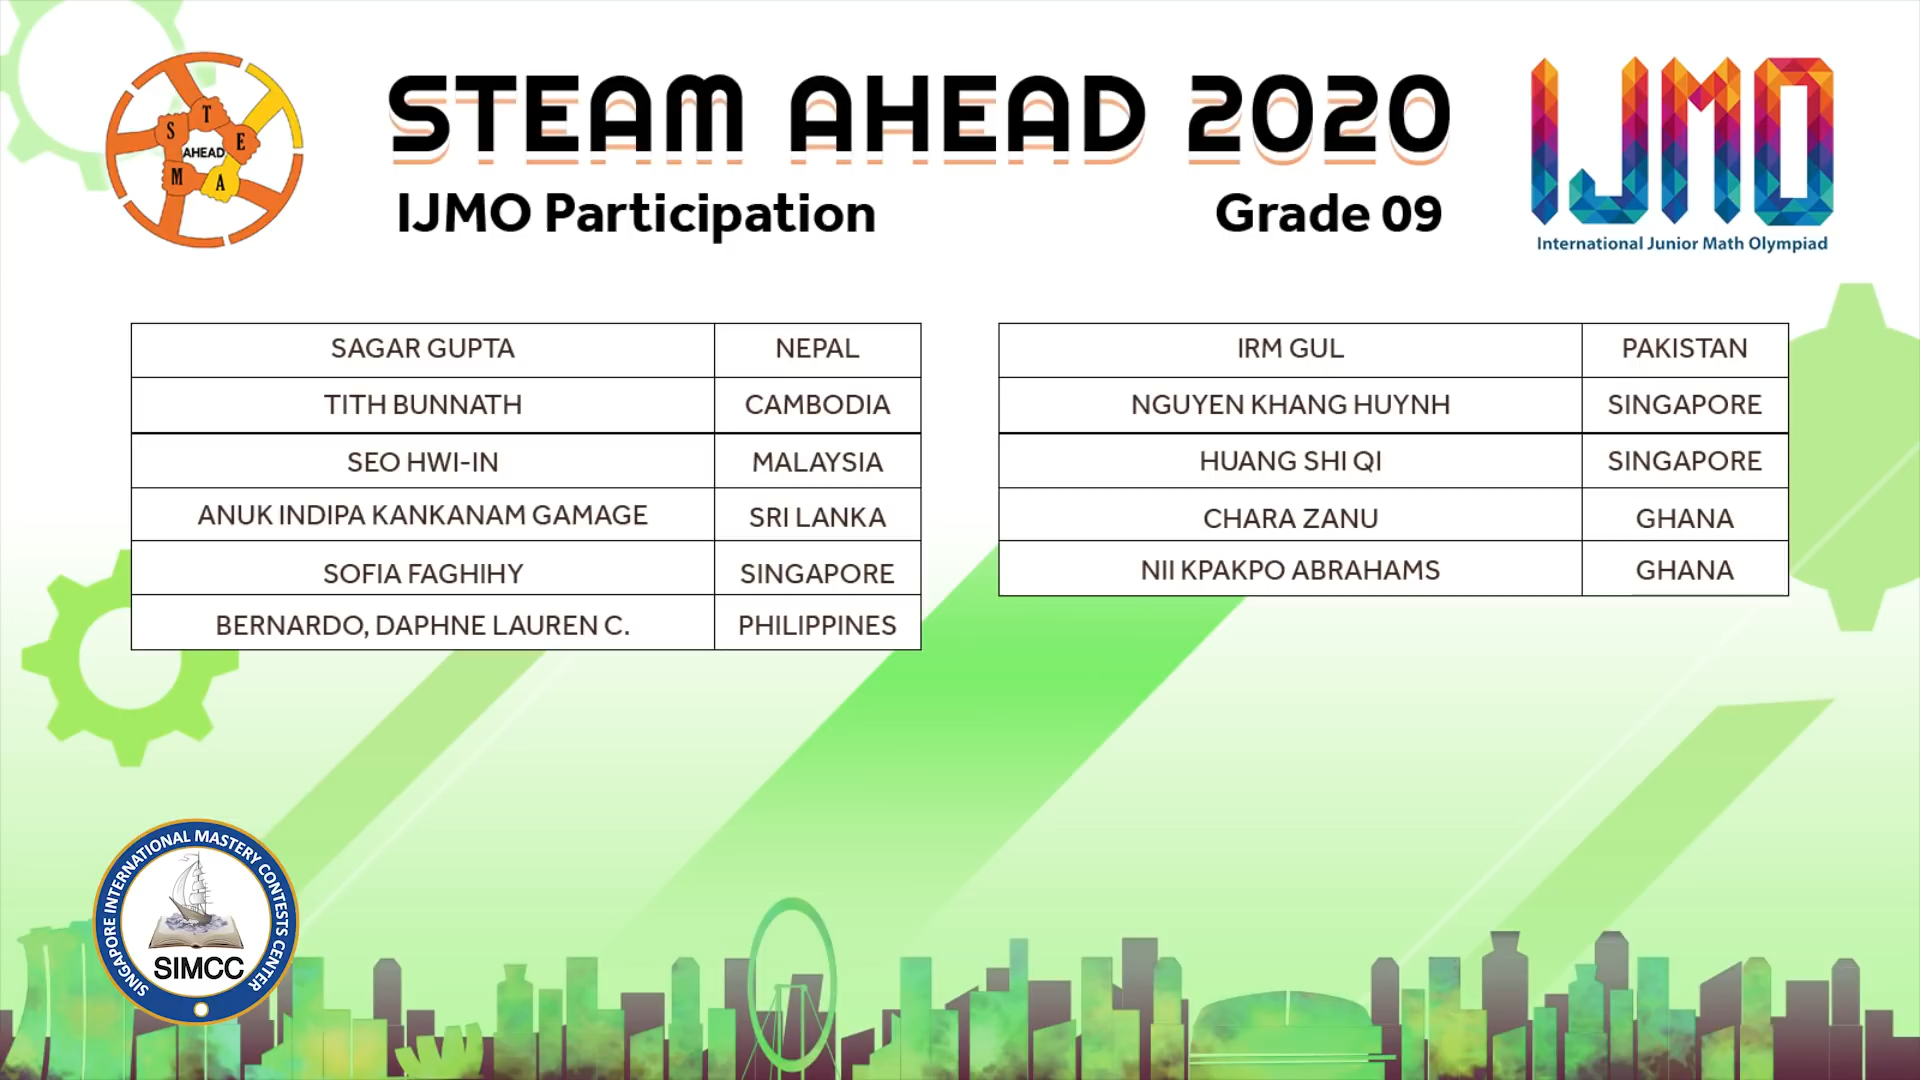 S T E A M
AHEAD
STEAM AHEAD 2020
IJMO Participation Grade 09
IJMO
International Junior Math Olympiad
SAGAR GUPTA NEPAL
TITH BUNNATH CAMBODIA
SEO HWI-IN MALAYSIA
ANUK INDIPA KANKANAM GAMAGE SRI LANKA
SOFIA FAGHIHY SINGAPORE
BERNARDO, DAPHNE LAUREN C. PHILIPPINES
IRM GUL PAKISTAN
NGUYEN KHANG HUYNH SINGAPORE
HUANG SHI QI SINGAPORE
CHARA ZANU GHANA
NII KPAKPO ABRAHAMS GHANA
SINGAPORE INTERNATIONAL MASTERY CONTESTS CENTER
SIMCC